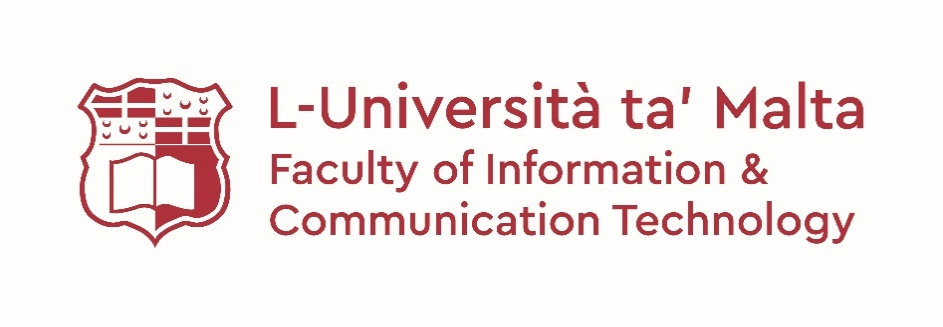 L-Università ta' Malta
Faculty of Information &
Communication Technology